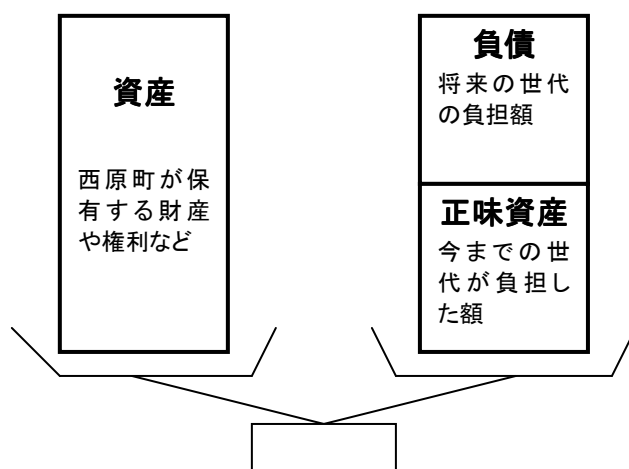 資産
西原町が保
有する財産
や権利など
負債
将来の世代
の負担額
正味資産
今までの世
代が負担し
た額